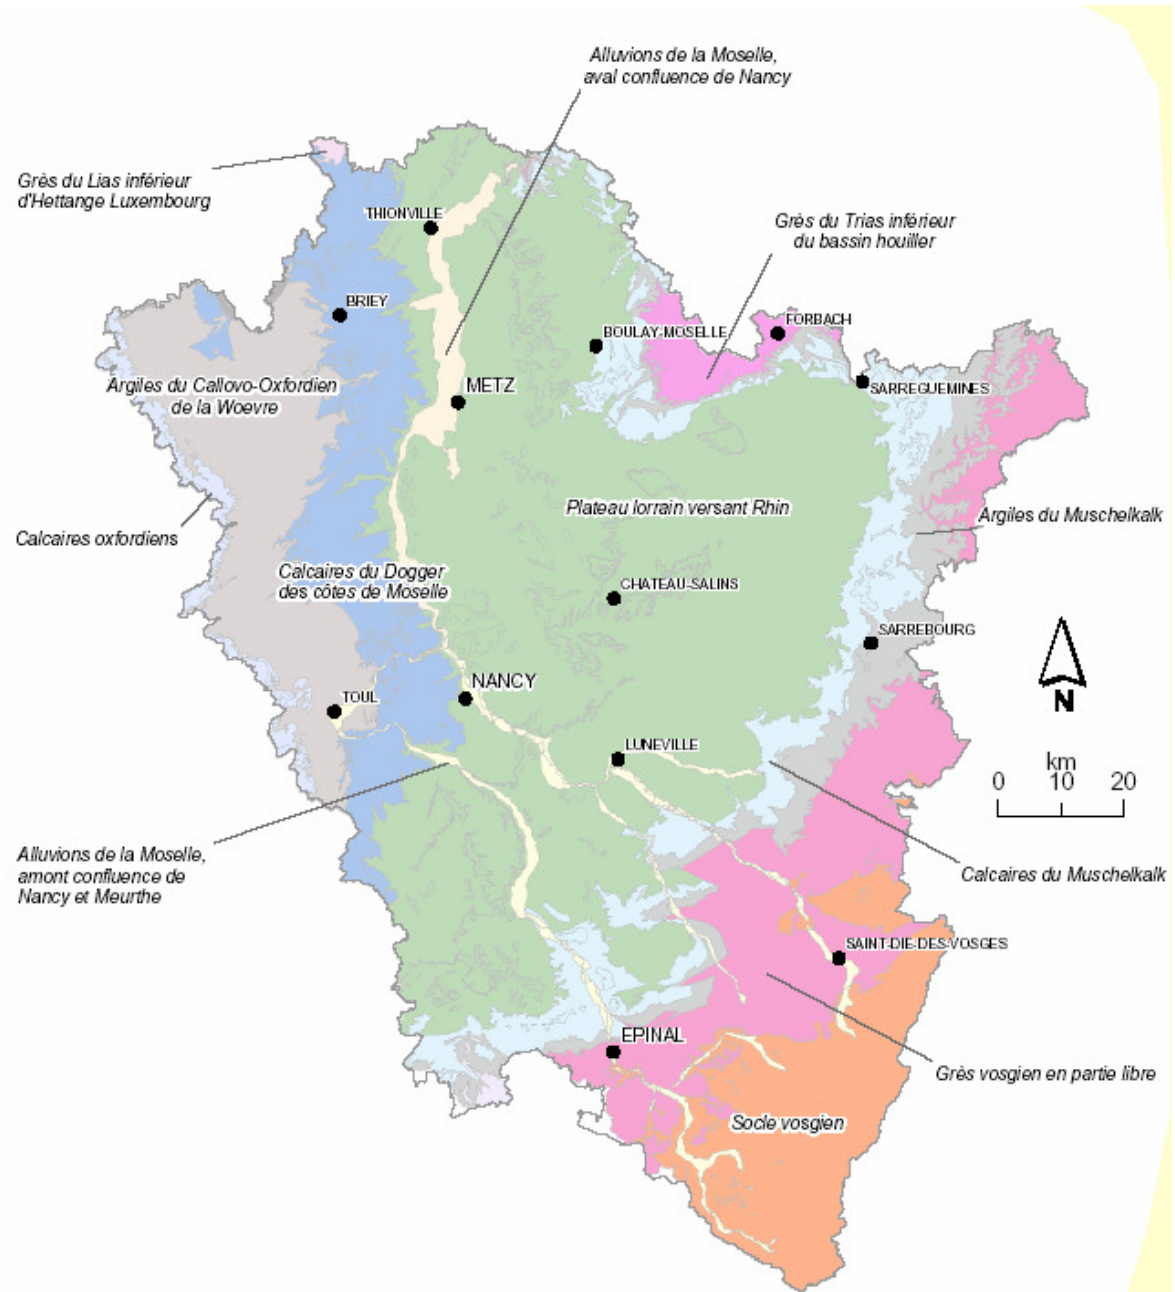 Alluvions de la Moselle,
aval confluence de Nancy
Grès du Lias inférieur
d'Hettange Luxembourg
THIONVILLE
Grès du Trias inférieur
du bassin houiller
BRIEY
FORBACH
BOULAY-MOSELLE
Argiles du Callovo-Oxfordien
de la Woevre
METZ
SARREGUEMINES
Plateau lorrain versant Rhin
Argiles du Muschelkalk
Calcaires oxfordiens
Calcaires du Dogger
des côtes de Moselle
CHATEAU-SALINS
SARREBOURG
NANCY
TOUL
N
LUNEVILLE
km
0 10 20
Alluvions de la Moselle,
amont confluence de
Nancy et Meurthe
Calcaires du Muschelkalk
SAINT-DIE-DES-VOSGES
EPINAL
Grès vosgien en partie libre
Socle vosgien